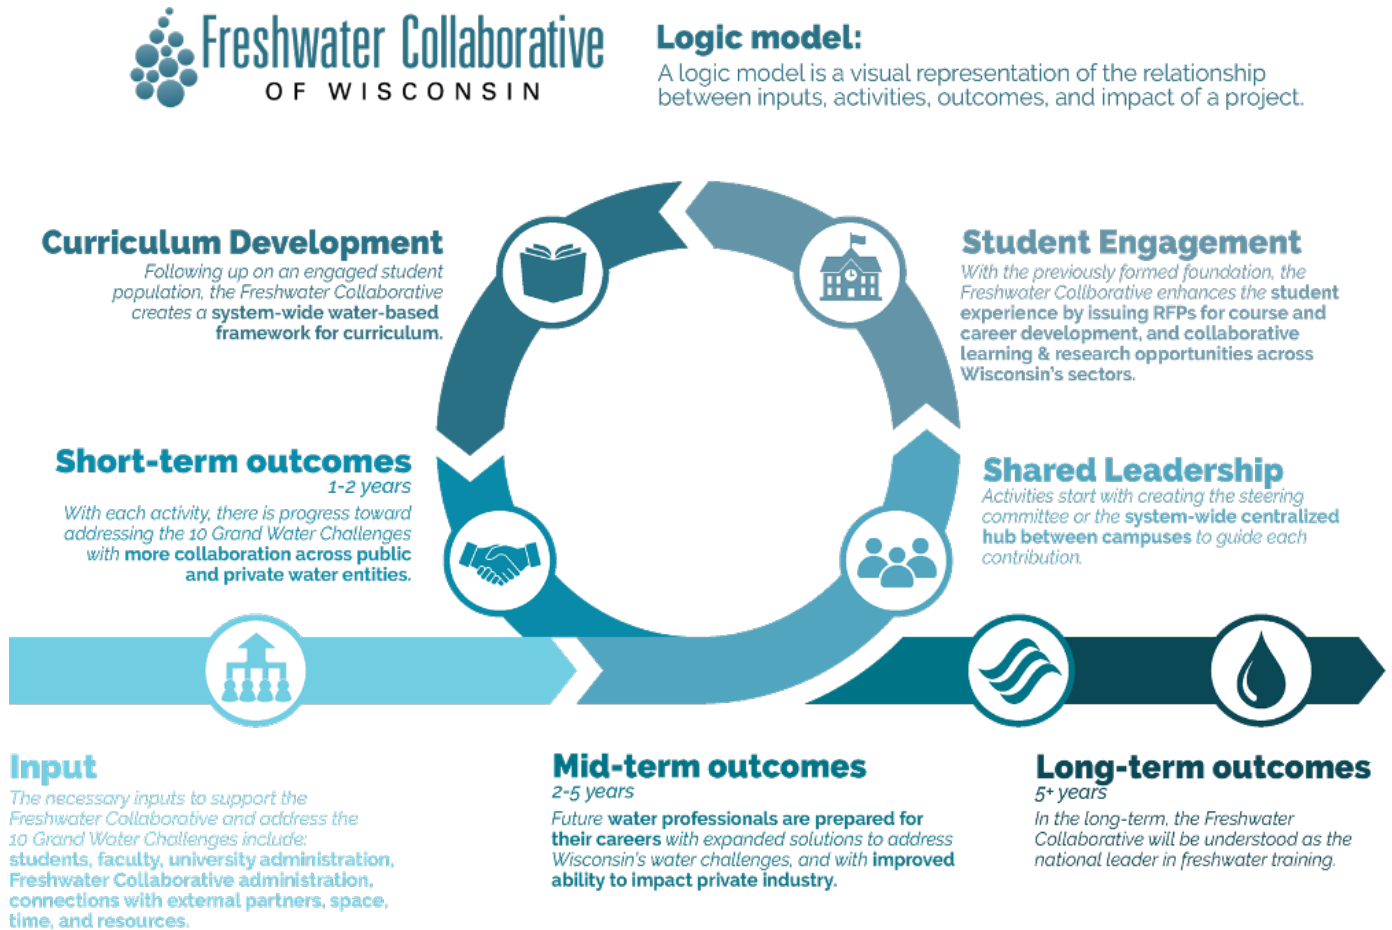 Freshwater Collaborative
OF WISCONSIN
Logic model:
A logic model is a visual representation of the relationship
between inputs, activities, outcomes, and impact of a project.
Curriculum Development
Following up on an engaged student
population, the Freshwater Collaborative
creates a system-wide water-based
framework for curriculum.
Student Engagement
With the previously formed foundation, the
Freshwater Collborative enhances the student
experience by issuing RFPs for course and
career development, and collaborative
learning & research opportunities across
Wisconsin's sectors.
Short-term outcomes
1-2 years
With each activity, there is progress toward
addressing the 10 Grand Water Challenges
with more collaboration across public
and private water entities.
Shared Leadership
Activities start with creating the steering
committee or the system-wide centralized
hub between campuses to guide each
contribution.
Input
The necessary inputs to support the
Freshwater Collaborative and address the
10 Grand Water Challenges include:
students, faculty, university administration,
Freshwater Collaborative administration,
connections with external partners, space,
time, and resources.
Mid-term outcomes
2-5 years
Future water professionals are prepared for
their careers with expanded solutions to address
Wisconsin's water challenges, and with improved
ability to impact private industry.
Long-term outcomes
5+ years
In the long-term, the Freshwater
Collaborative will be understood as the
national leader in freshwater training.